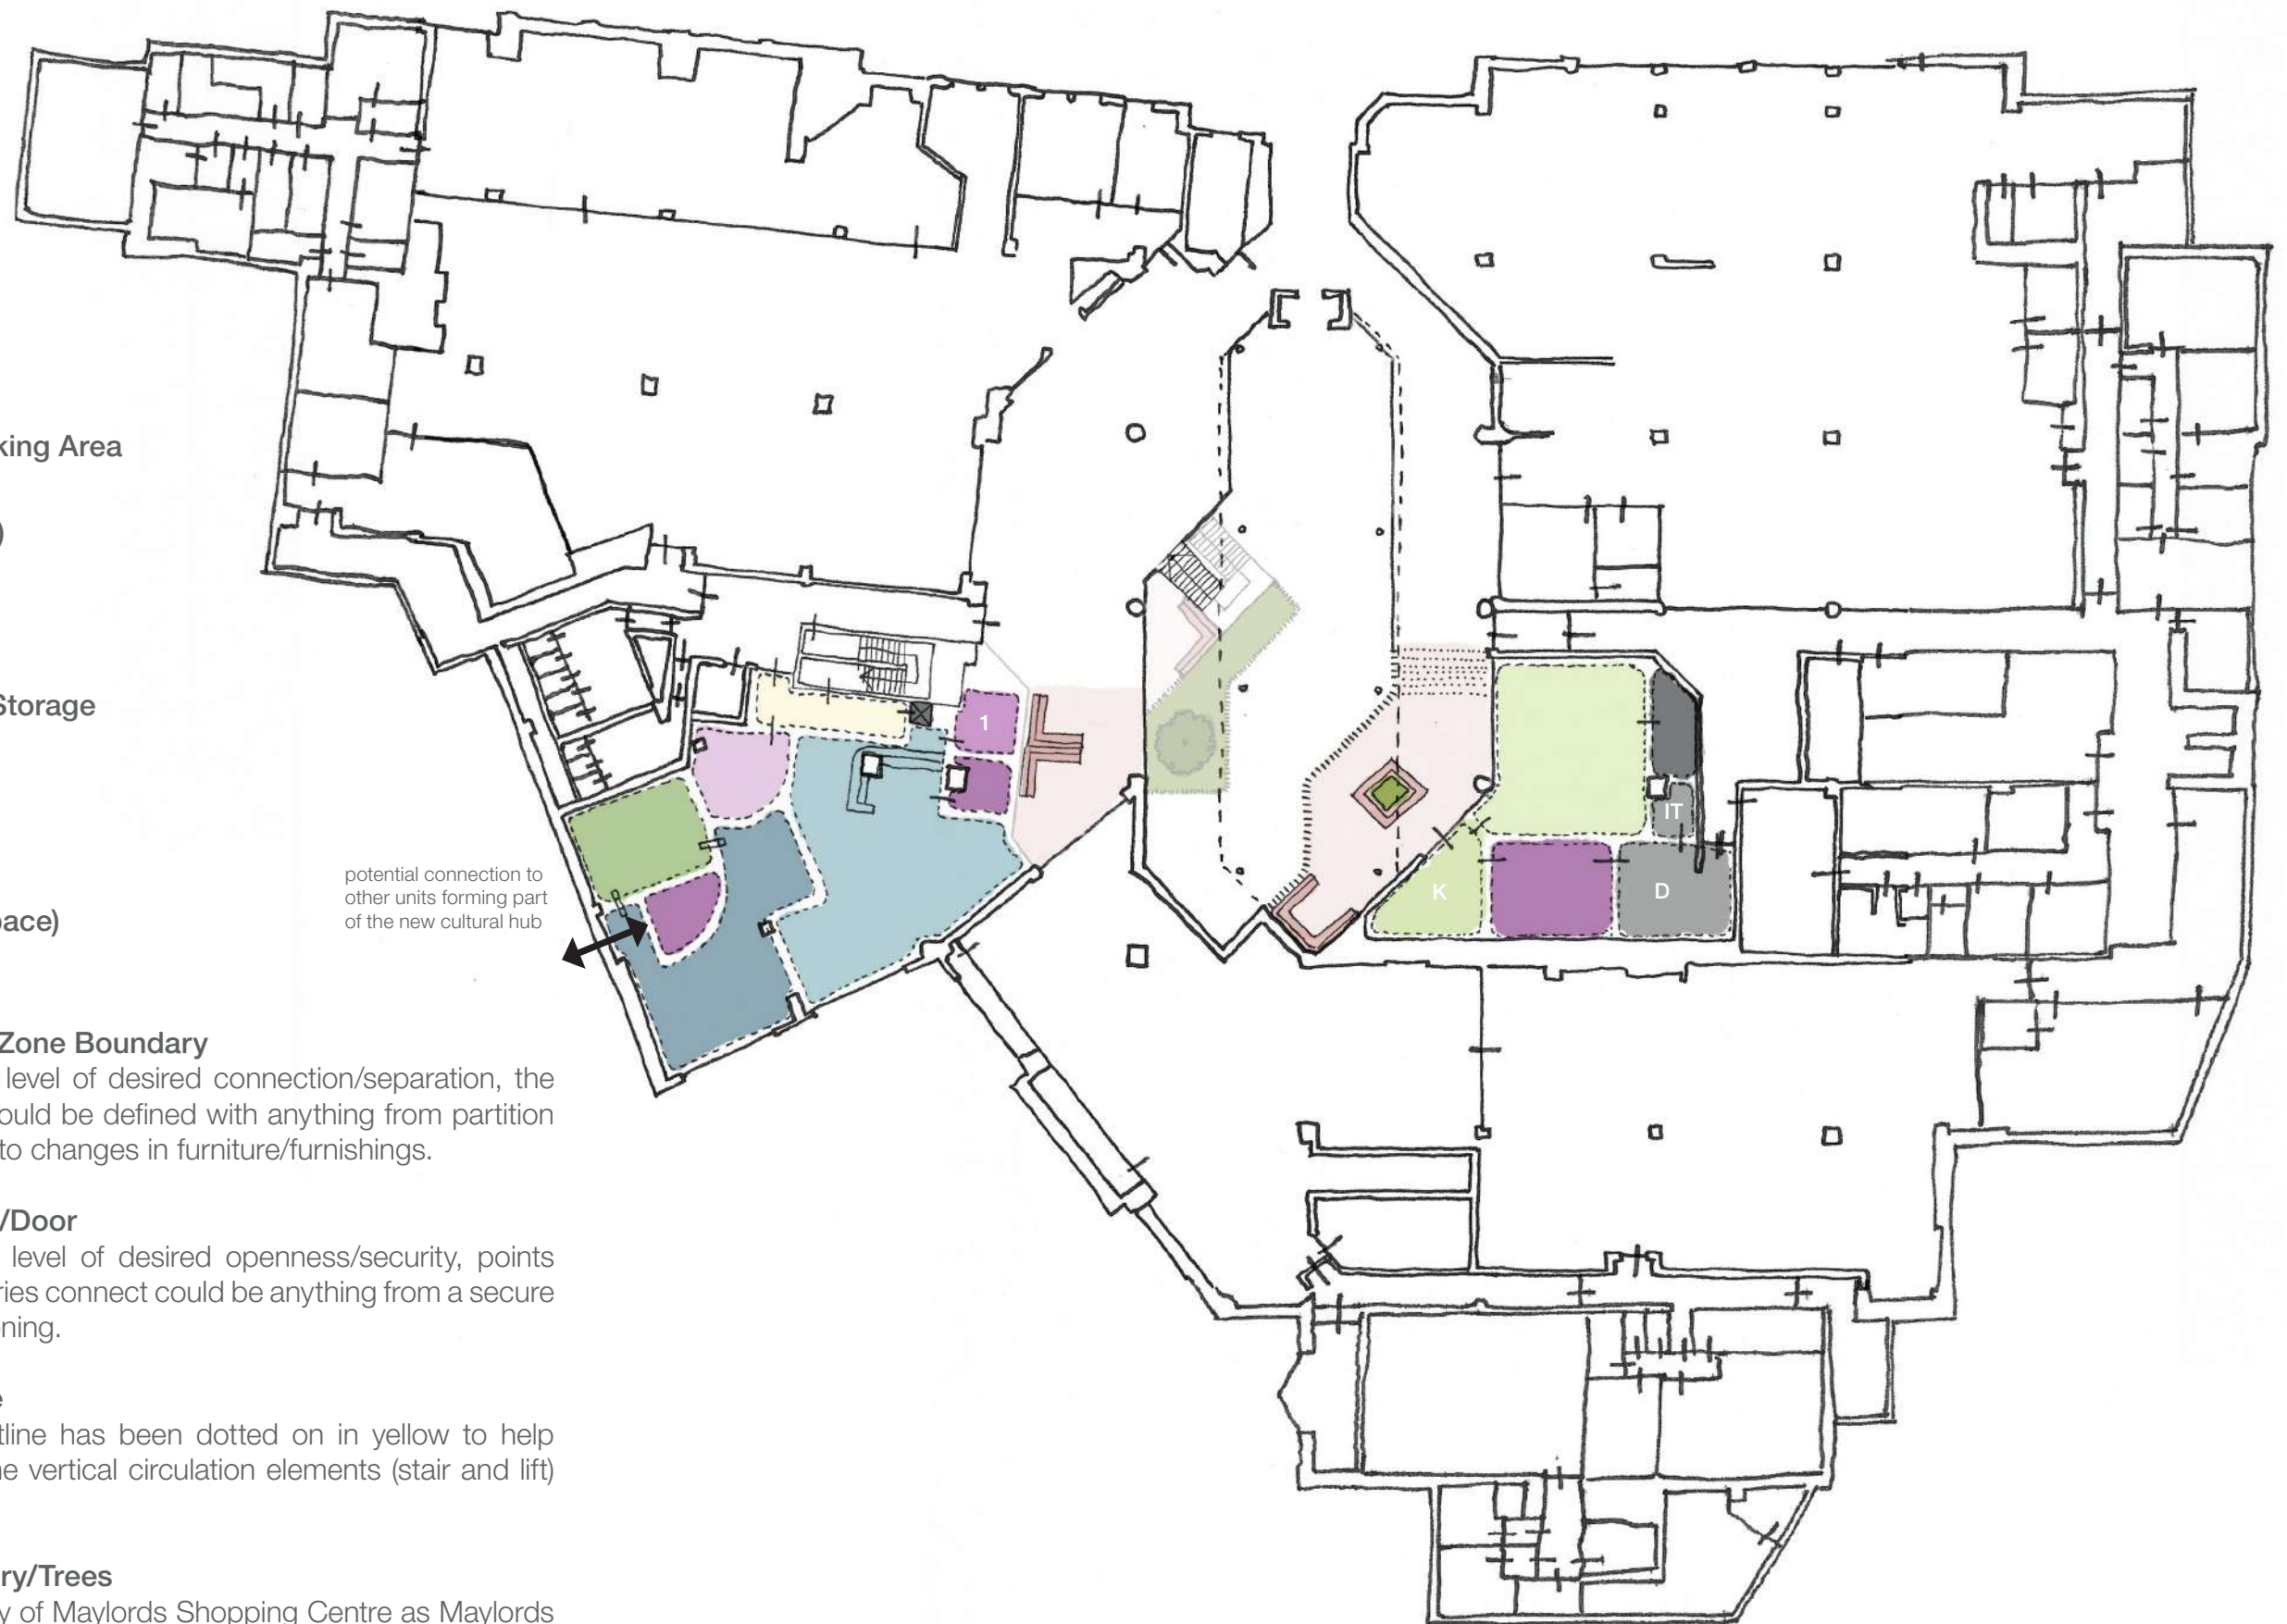 king Area
)
Storage
pace)
Zone Boundary
level of desired connection/separation, the
ould be defined with anything from partition
to changes in furniture/furnishings.
/Door
level of desired openness/security, points
ries connect could be anything from a secure
ning.
e
tline has been dotted on in yellow to help
ne vertical circulation elements (stair and lift)
ry/Trees
y of Maylords Shopping Centre as Maylords
potential connection to
other units forming part
of the new cultural hub
1
IT
K
D